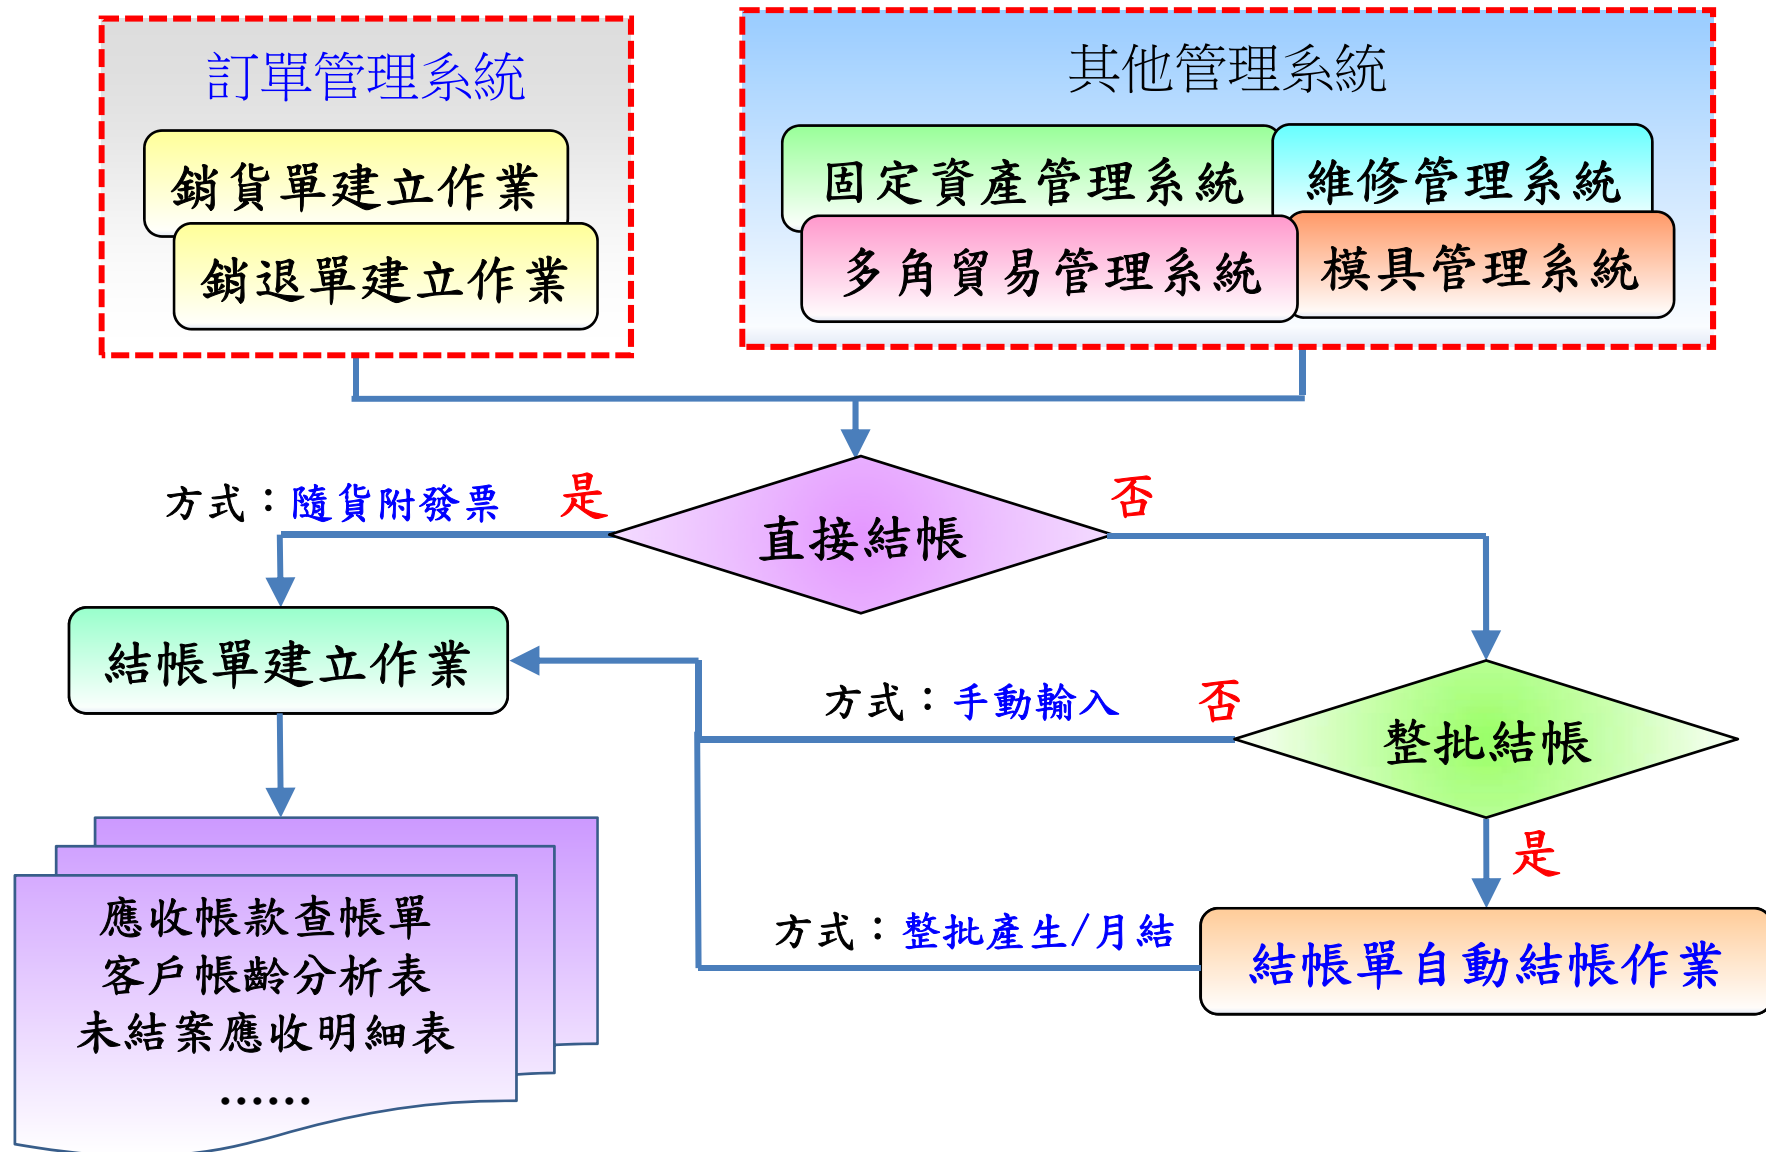 訂單管理系統
銷貨單建立作業
銷退單建立作業
其他管理系統
固定資產管理系統
維修管理系統
多角貿易管理系統
模具管理系統
直接結帳
方式：隨貨附發票
是
否
結帳單建立作業
方式：手動輸入
否
整批結帳
是
方式：整批產生/月結
結帳單自動結帳作業
應收帳款查帳單
客戶帳齡分析表
未結案應收明細表
……